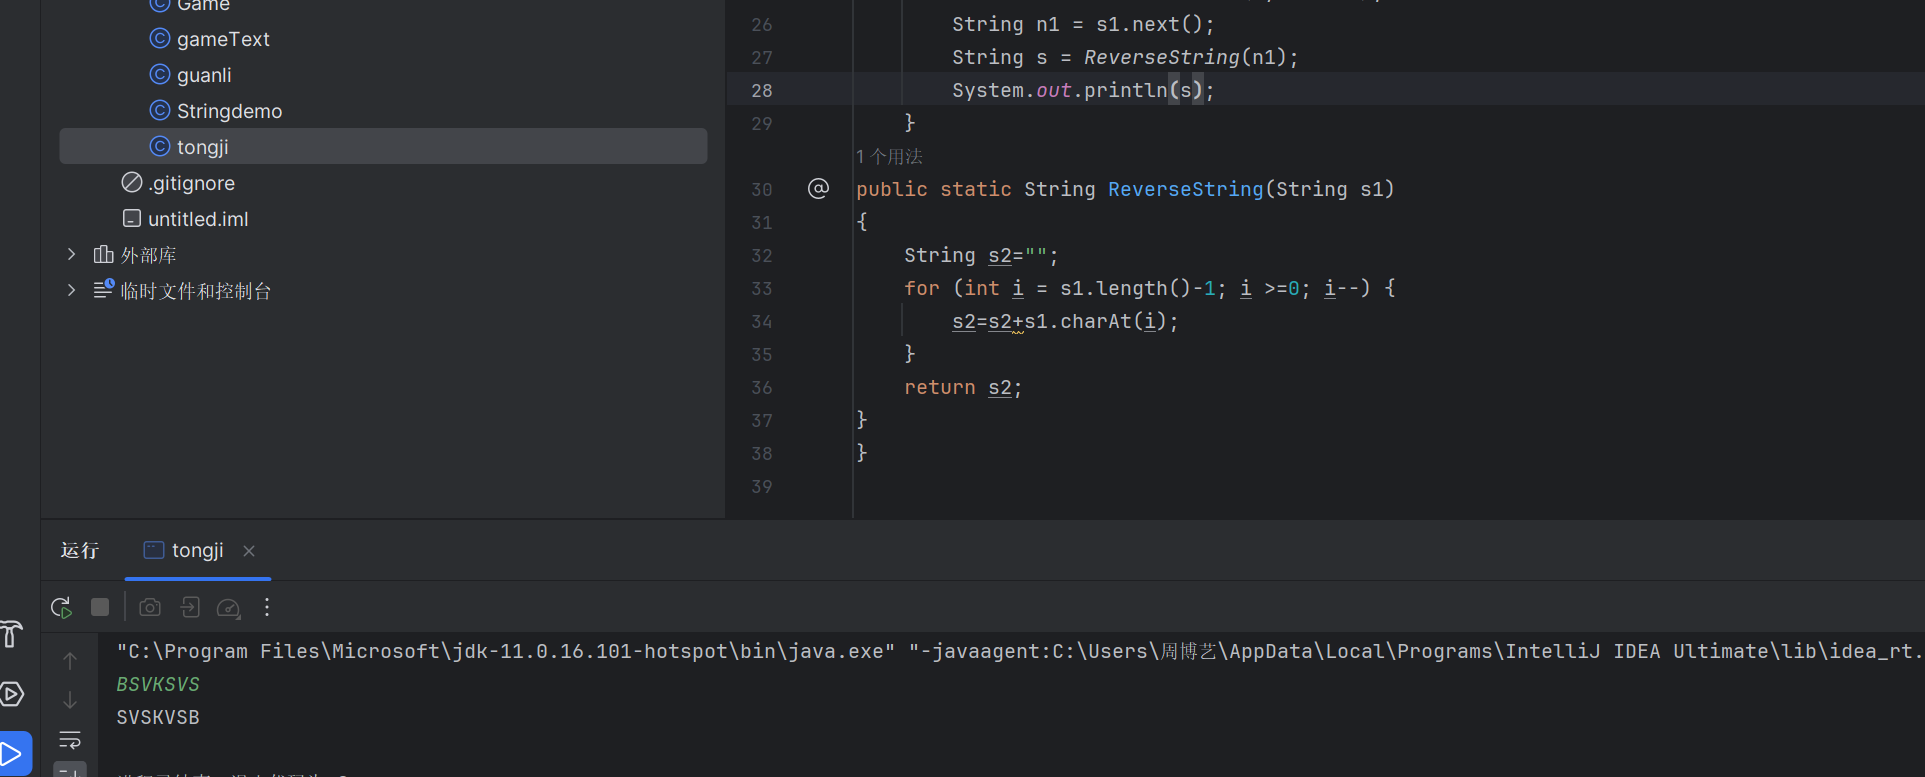 Game
gameText
guanli
Stringdemo
tongji
.gitignore
untitled.iml
外部库
临时文件和控制台
26 String n1 = s1.next();
27 String s = ReverseString(n1);
28 System.out.println(s);
29 }
1 个用法
30 @ public static String ReverseString(String s1)
31 {
32 String s2="";
33 for (int i = s1.length()-1; i >=0; i--) {
34 s2=s2+s1.charAt(i);
35 }
36 return s2;
37 }
38 }
39
运行 tongji
"C:\Program Files\Microsoft\jdk-11.0.16.101-hotspot\bin\java.exe" "-javaagent:C:\Users\周博艺\AppData\Local\Programs\IntelliJ IDEA Ultimate\lib\idea_rt.
BSVKSVS
SVSKVSB